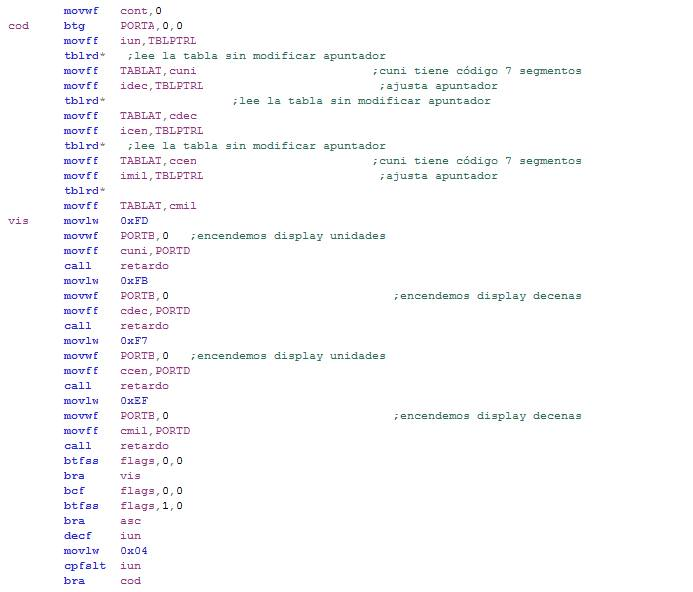 movwf cont,0
cod btg PORTA,0,0
movff iun,TBLPTRL
tblrd* ;lee la tabla sin modificar apuntador
movff TABLAT,cuni ;cuni tiene código 7 segmentos
movff idec,TBLPTRL ;ajusta apuntador
tblrd* ;lee la tabla sin modificar apuntador
movff TABLAT,cdec
movff icen,TBLPTRL
tblrd* ;lee la tabla sin modificar apuntador
movff TABLAT,ccen ;cuni tiene código 7 segmentos
movff imil,TBLPTRL ;ajusta apuntador
tblrd*
movff TABLAT,cmil
vis movlw 0xFD
movwf PORTB,0 ;encendemos display unidades
movff cuni,PORTD
call retardo
movlw 0xFB
movwf PORTB,0 ;encendemos display decenas
movff cdec,PORTD
call retardo
movlw 0xF7
movwf PORTB,0 ;encendemos display unidades
movff ccen,PORTD
call retardo
movlw 0xEF
movwf PORTB,0 ;encendemos display decenas
movff cmil,PORTD
call retardo
btfss flags,0,0
bra vis
bcf flags,0,0
btfss flags,1,0
bra asc
decf iun
movlw 0x04
cpfslt iun
bra cod